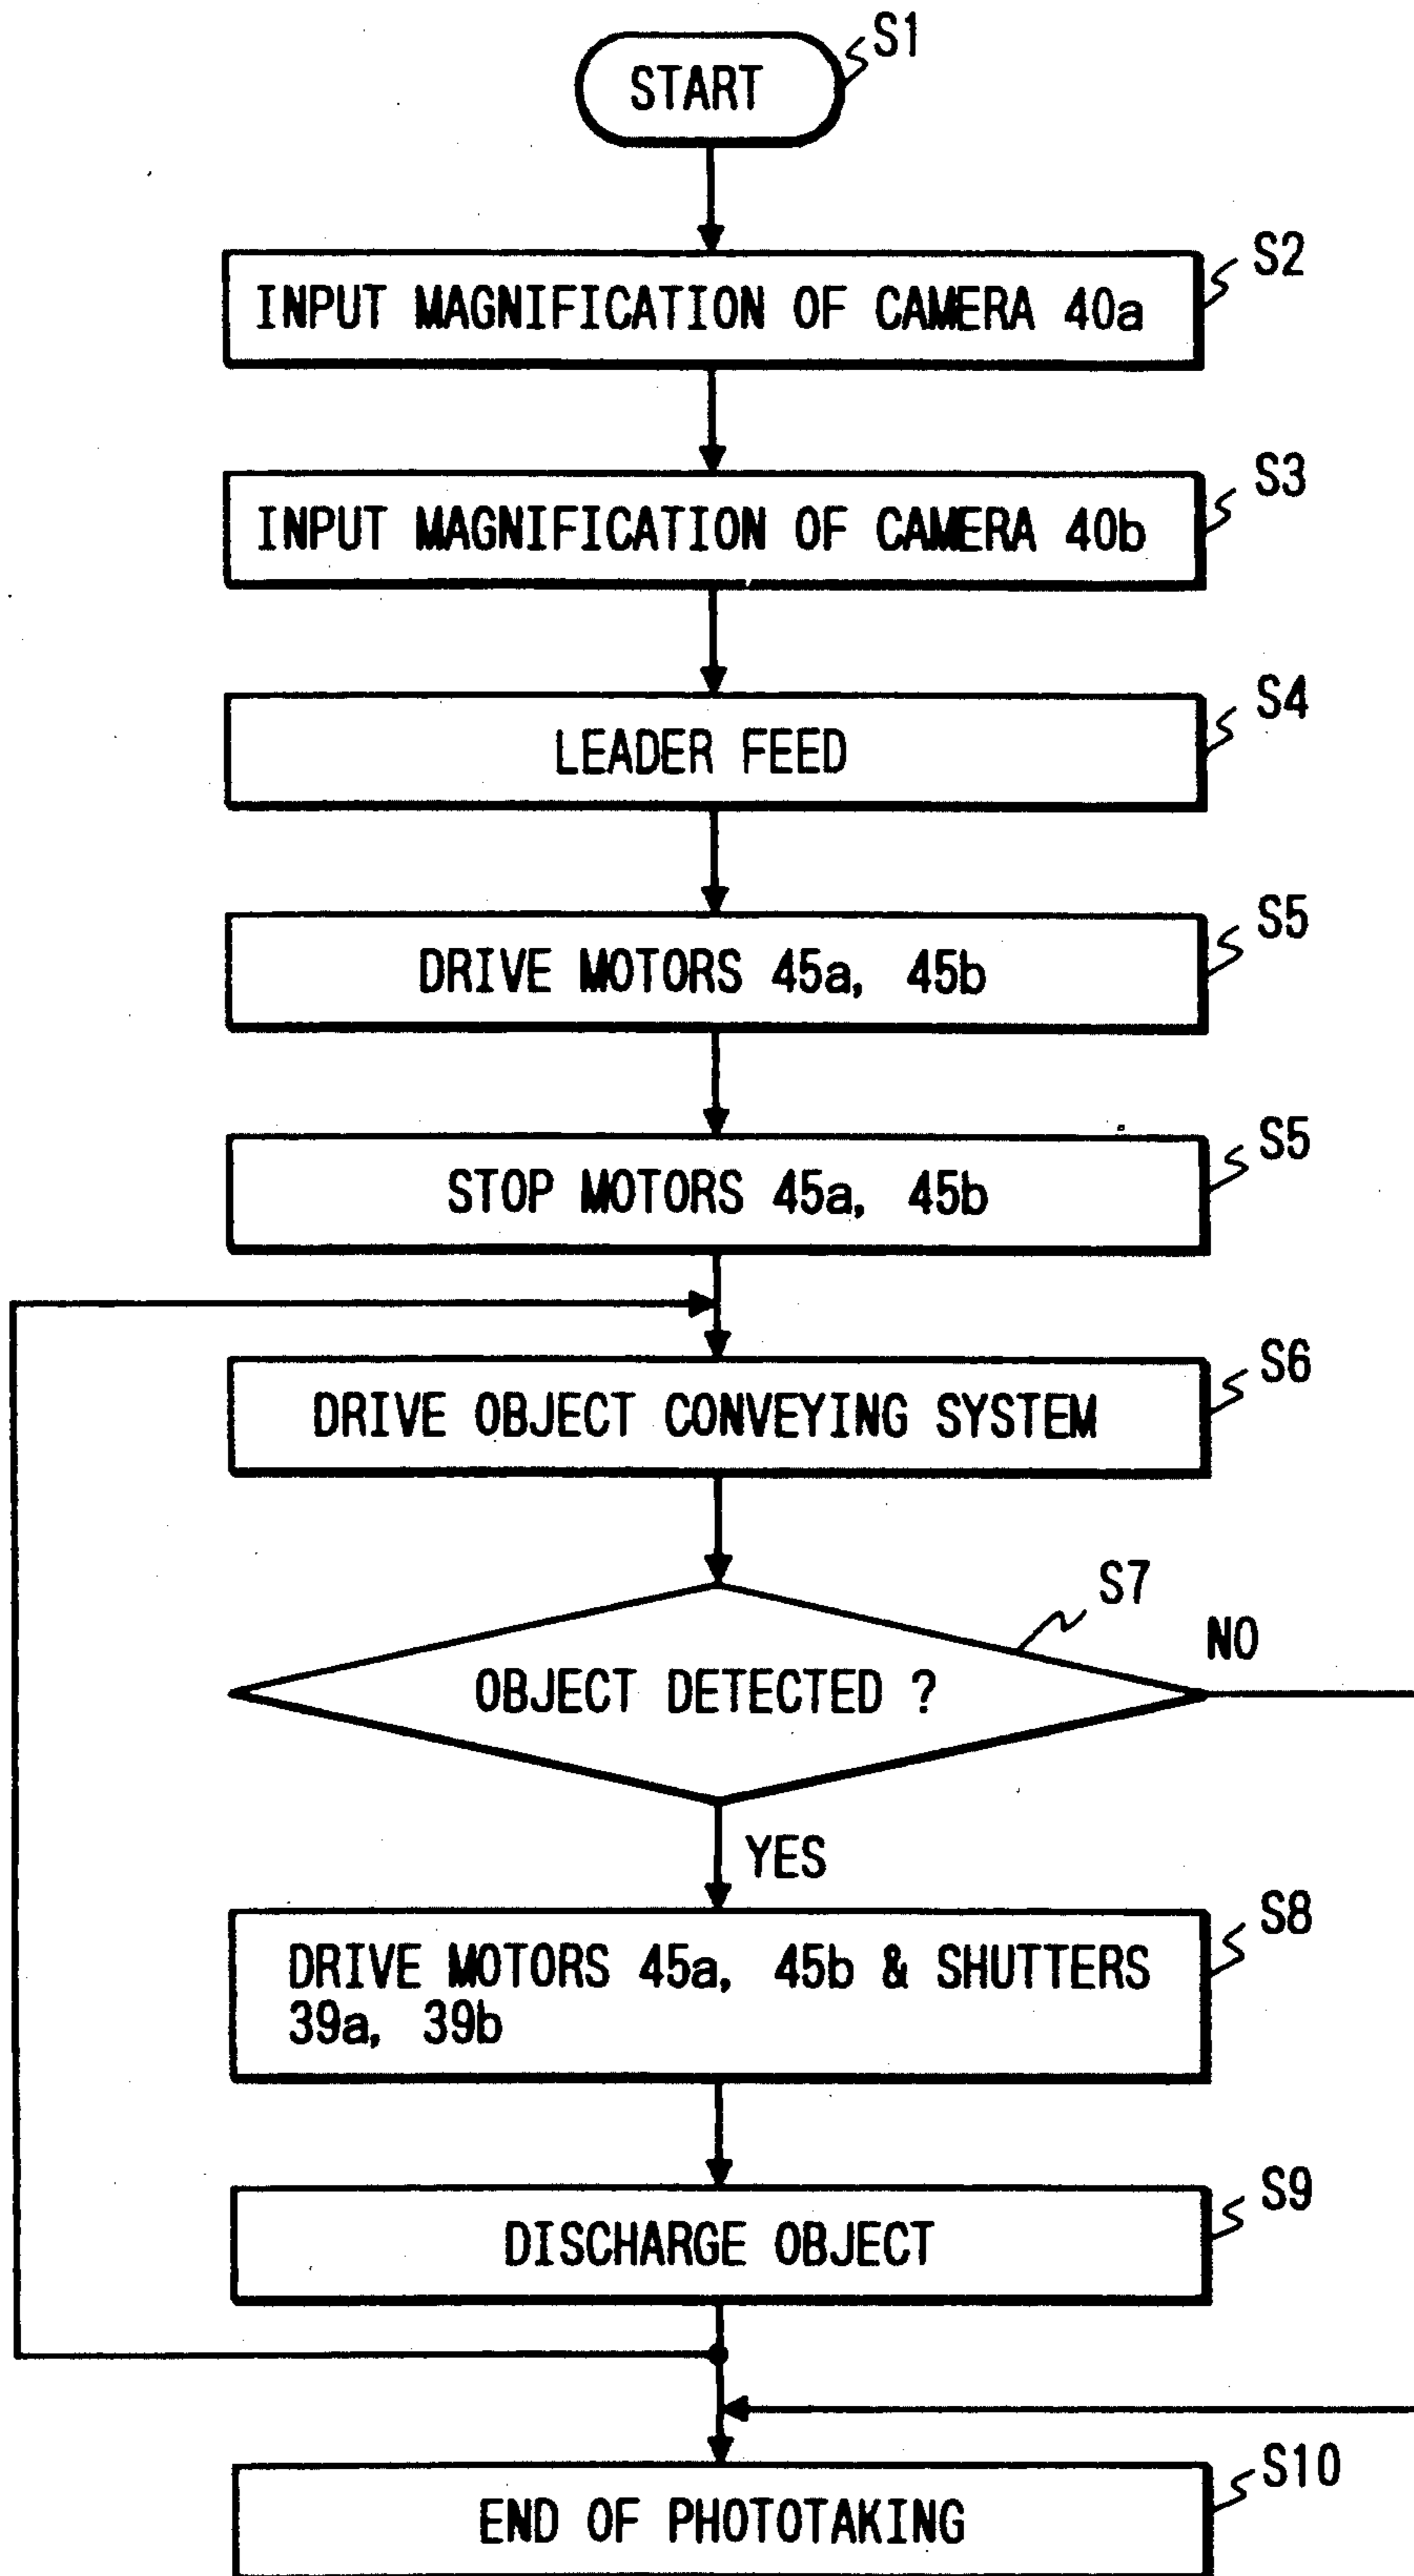 START
S1
INPUT MAGNIFICATION OF CAMERA 40a
S2
INPUT MAGNIFICATION OF CAMERA 40b
S3
LEADER FEED
S4
DRIVE MOTORS 45a, 45b
S5
STOP MOTORS 45a, 45b
S5
DRIVE OBJECT CONVEYING SYSTEM
S6
OBJECT DETECTED ?
S7
NO
YES
DRIVE MOTORS 45a, 45b & SHUTTERS
39a, 39b
S8
DISCHARGE OBJECT
S9
END OF PHOTOTAKING
S10